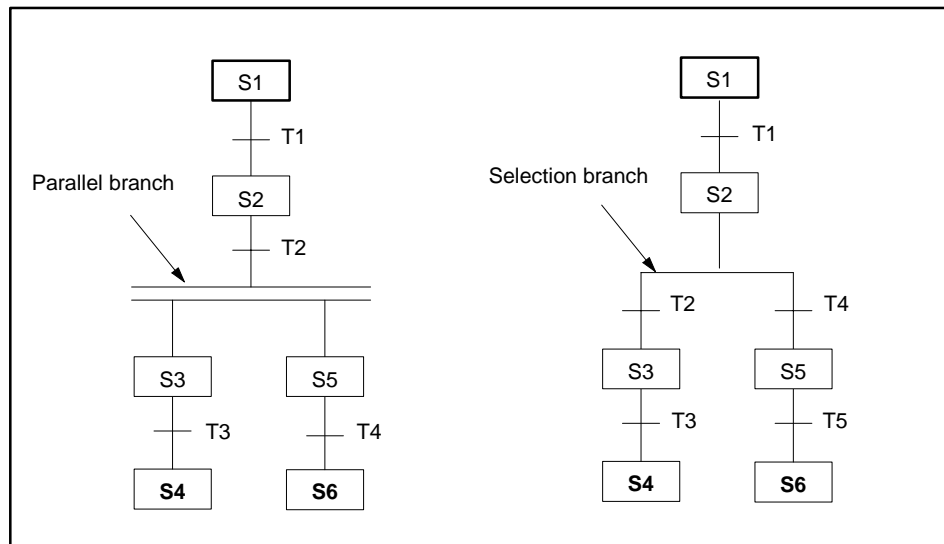 S1
T1
Parallel branch
S2
T2
S3
S5
T3
T4
S4
S6
S1
T1
Selection branch
S2
T2
T4
S3
S5
T3
T5
S4
S6